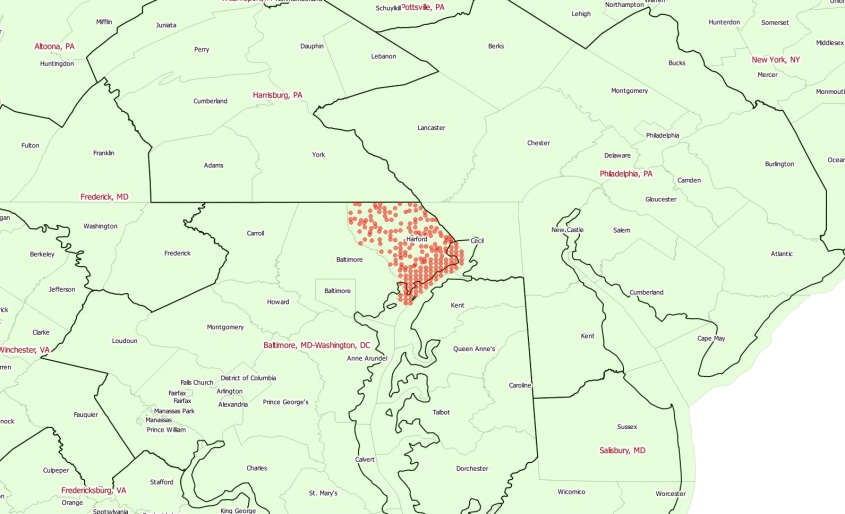 Northampton
Warren
Schuylkill
Pottsville, PA
Lehigh
Mifflin
Juniata
Hunterdon
Somerset
Altoona, PA
Perry
Dauphin
Berks
Middlesex
Huntingdon
Lebanon
Bucks
New York, NY
Mercer
Harrisburg, PA
Cumberland
Montgomery
Monmouth
Lancaster
Philadelphia
Fulton
Franklin
York
Chester
Delaware
Adams
Burlington
Philadelphia, PA
Camden
Frederick, MD
Gloucester
Washington
Carroll
New Castle
Salem
Harford
Cecil
Berkeley
Frederick
Baltimore
Atlantic
Jefferson
Baltimore
Cumberland
Howard
Kent
Clarke
Montgomery
Loudoun
Kent
Cape May
Winchester, VA
Baltimore, MD-Washington, DC
Queen Anne's
Anne Arundel
District of Columbia
Falls Church
Caroline
Arlington
Fairfax
Fairfax
Alexandria
Prince George's
Manassas Park
Talbot
Fauquier
Manassas
Prince William
Sussex
Salisbury, MD
Calvert
Culpeper
Charles
Dorchester
Stafford
Fredericksburg, VA
St. Mary's
Wicomico
Worcester
Orange
Spotsylvania
King George